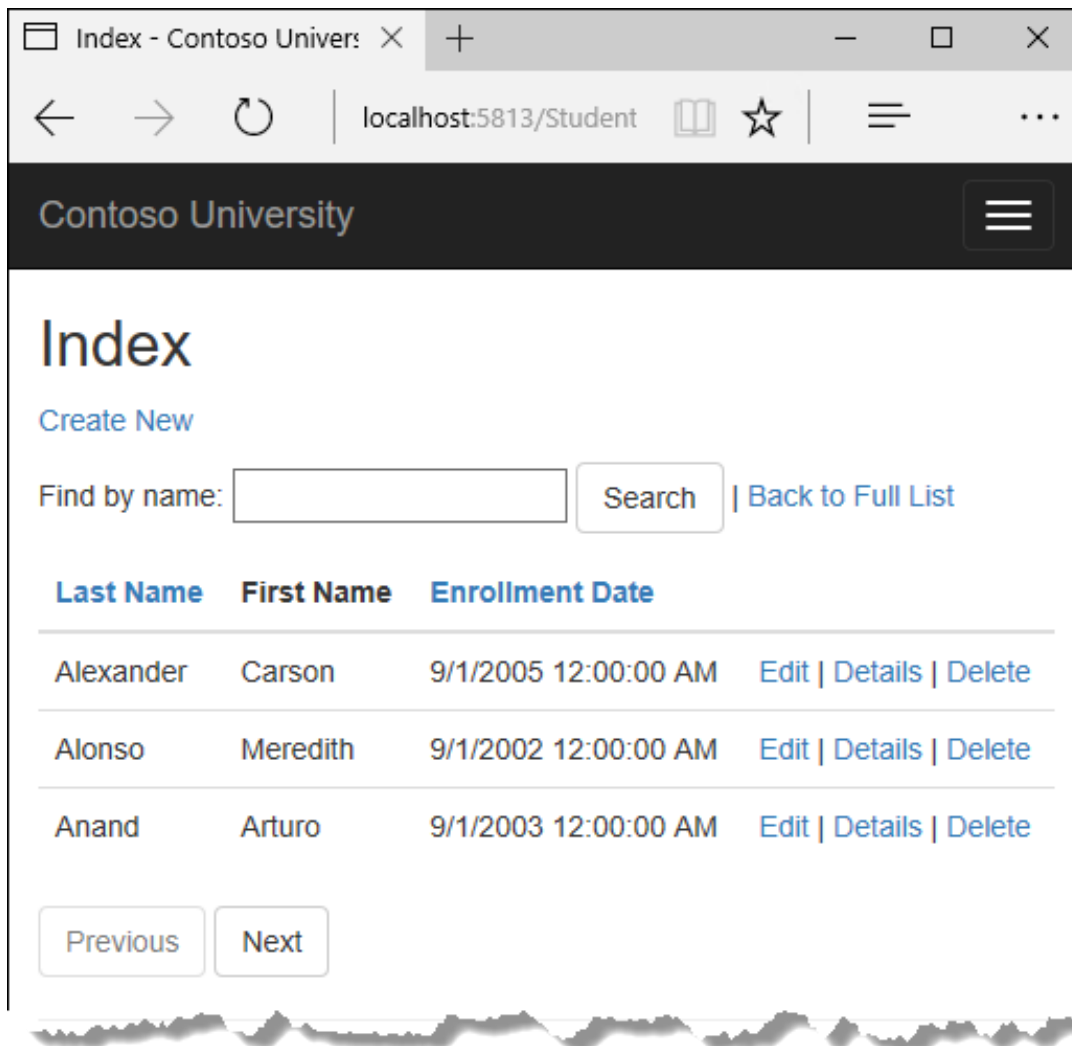 Index - Contoso Univers
localhost:5813/Student
Contoso University
Index
Create New
Find by name: Search | Back to Full List
Last Name First Name Enrollment Date
Alexander Carson 9/1/2005 12:00:00 AM Edit | Details | Delete
Alonso Meredith 9/1/2002 12:00:00 AM Edit | Details | Delete
Anand Arturo 9/1/2003 12:00:00 AM Edit | Details | Delete
Previous Next